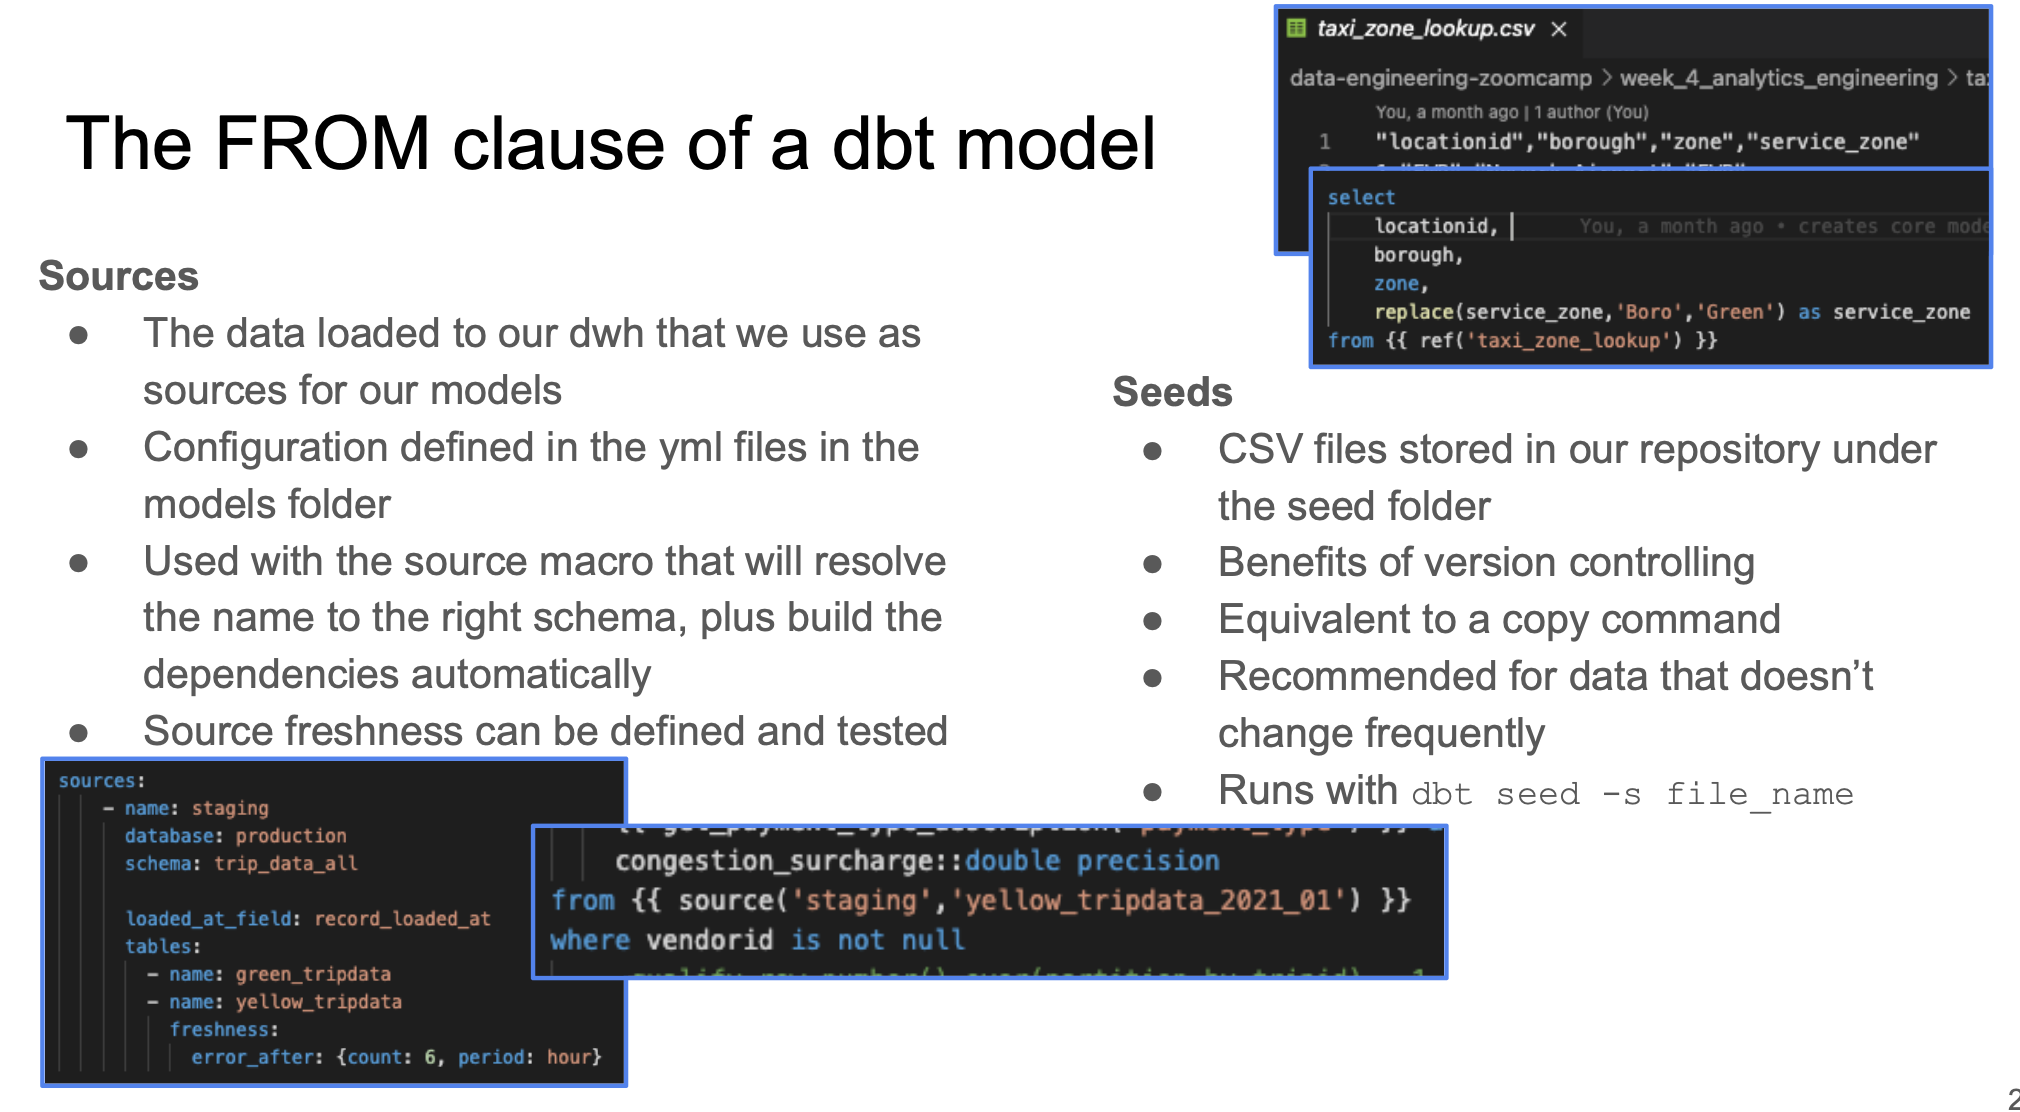 The FROM clause of a dbt model
taxi_zone_lookup.csv
data-engineering-zoomcamp > week_4_analytics_engineering >
You, a month ago | 1 author (You)
1 "locationid","borough","zone","service_zone"
select
locationid, You, a month ago • creates core
borough,
zone,
replace(service_zone,'Boro','Green') as service_zone
from {{ ref('taxi_zone_lookup') }}
Sources
● The data loaded to our dwh that we use as
sources for our models
● Configuration defined in the yml files in the
models folder
● Used with the source macro that will resolve
the name to the right schema, plus build the
dependencies automatically
● Source freshness can be defined and tested
sources:
- name: staging
database: production
schema: trip_data_all
loaded_at_field: record_loaded_at
tables:
- name: green_tripdata
- name: yellow_tripdata
freshness:
error_after: {count: 6, period: hour}
congestion_surcharge::double precision
from {{ source('staging','yellow_tripdata_2021_01') }}
where vendorid is not null
Seeds
● CSV files stored in our repository under
the seed folder
● Benefits of version controlling
● Equivalent to a copy command
● Recommended for data that doesn’t
change frequently
● Runs with dbt seed -s file_name